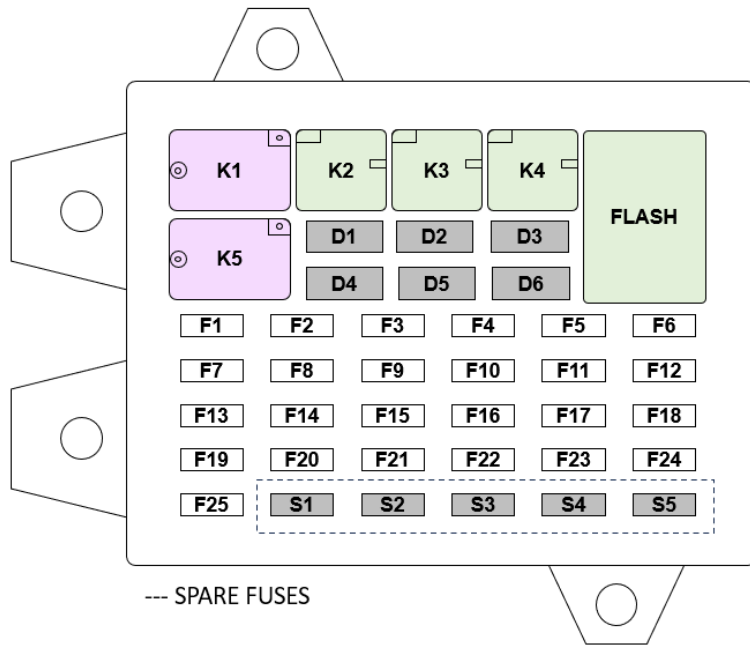 K1 K2 K3 K4 FLASH
K5 D1 D2 D3
D4 D5 D6
F1 F2 F3 F4 F5 F6
F7 F8 F9 F10 F11 F12
F13 F14 F15 F16 F17 F18
F19 F20 F21 F22 F23 F24
F25 S1 S2 S3 S4 S5
--- SPARE FUSES